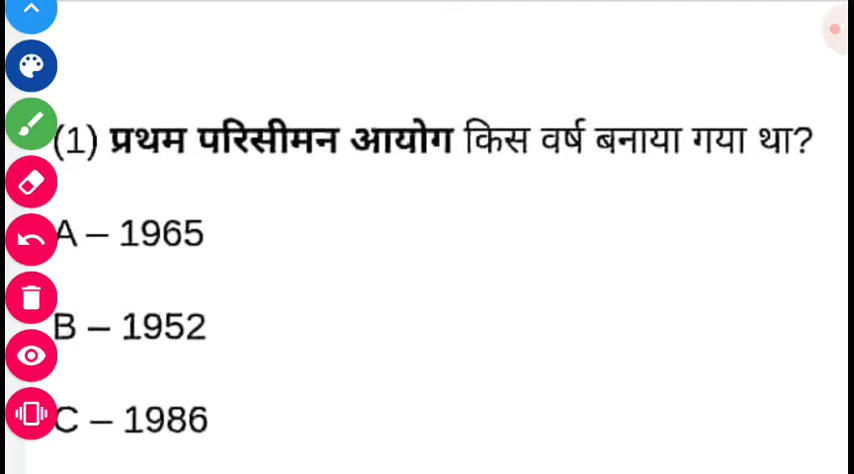 (1) प्रथम परिसीमन आयोग किस वर्ष बनाया गया था?
A – 1965
B – 1952
C – 1986